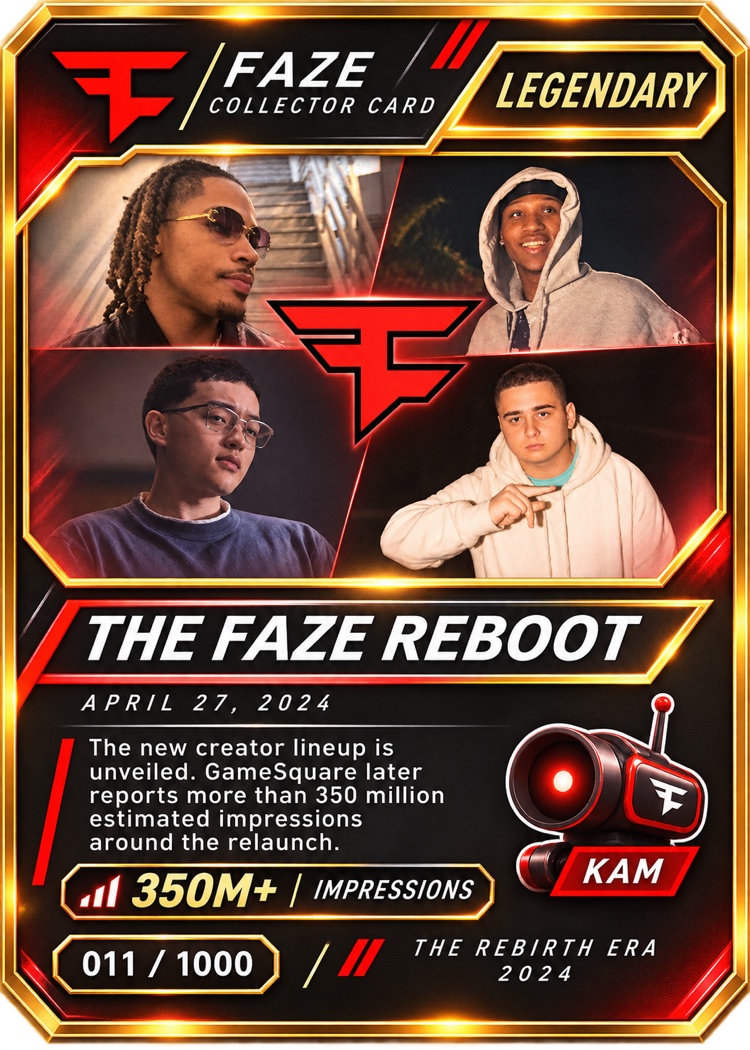 FAZE
COLLECTOR CARD
LEGENDARY
THE FAZE REBOOT
APRIL 27, 2024
The new creator lineup is
unveiled. GameSquare later
reports more than 350 million
estimated impressions
around the relaunch.
350M+ | IMPRESSIONS
KAM
011 / 1000
THE REBIRTH ERA
2024